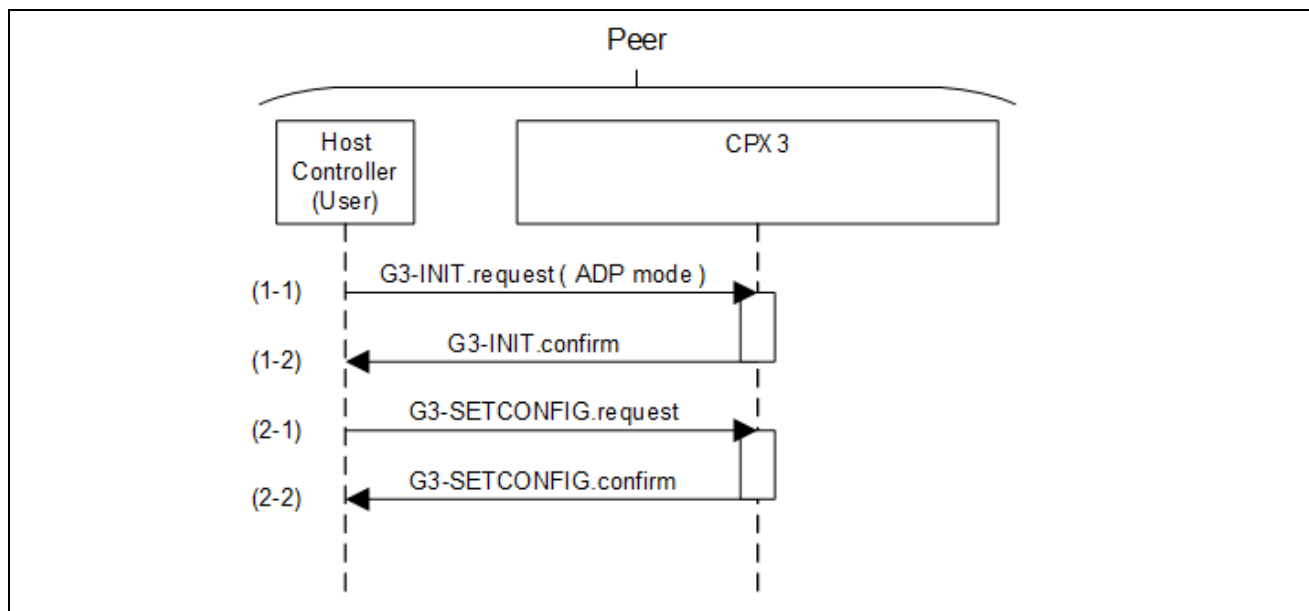 Peer
Host
Controller
(User)
CPX 3
(1-1) G3-INIT.request ( ADP mode )
(1-2) G3-INIT.confirm
(2-1) G3-SETCONFIG.request
(2-2) G3-SETCONFIG.confirm